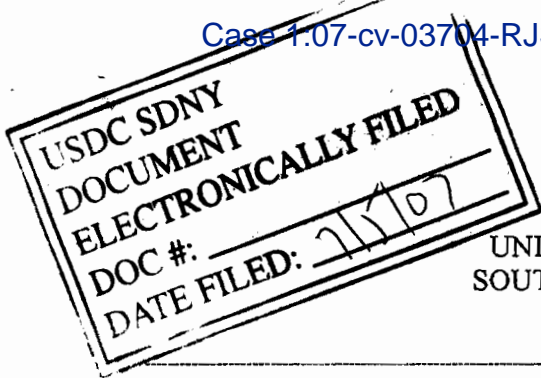 Case 1:07-cv-03704-RJ
USDC SDNY
DOCUMENT
ELECTRONICALLY FILED
DOC #:
DATE FILED:
UNI
SOUT